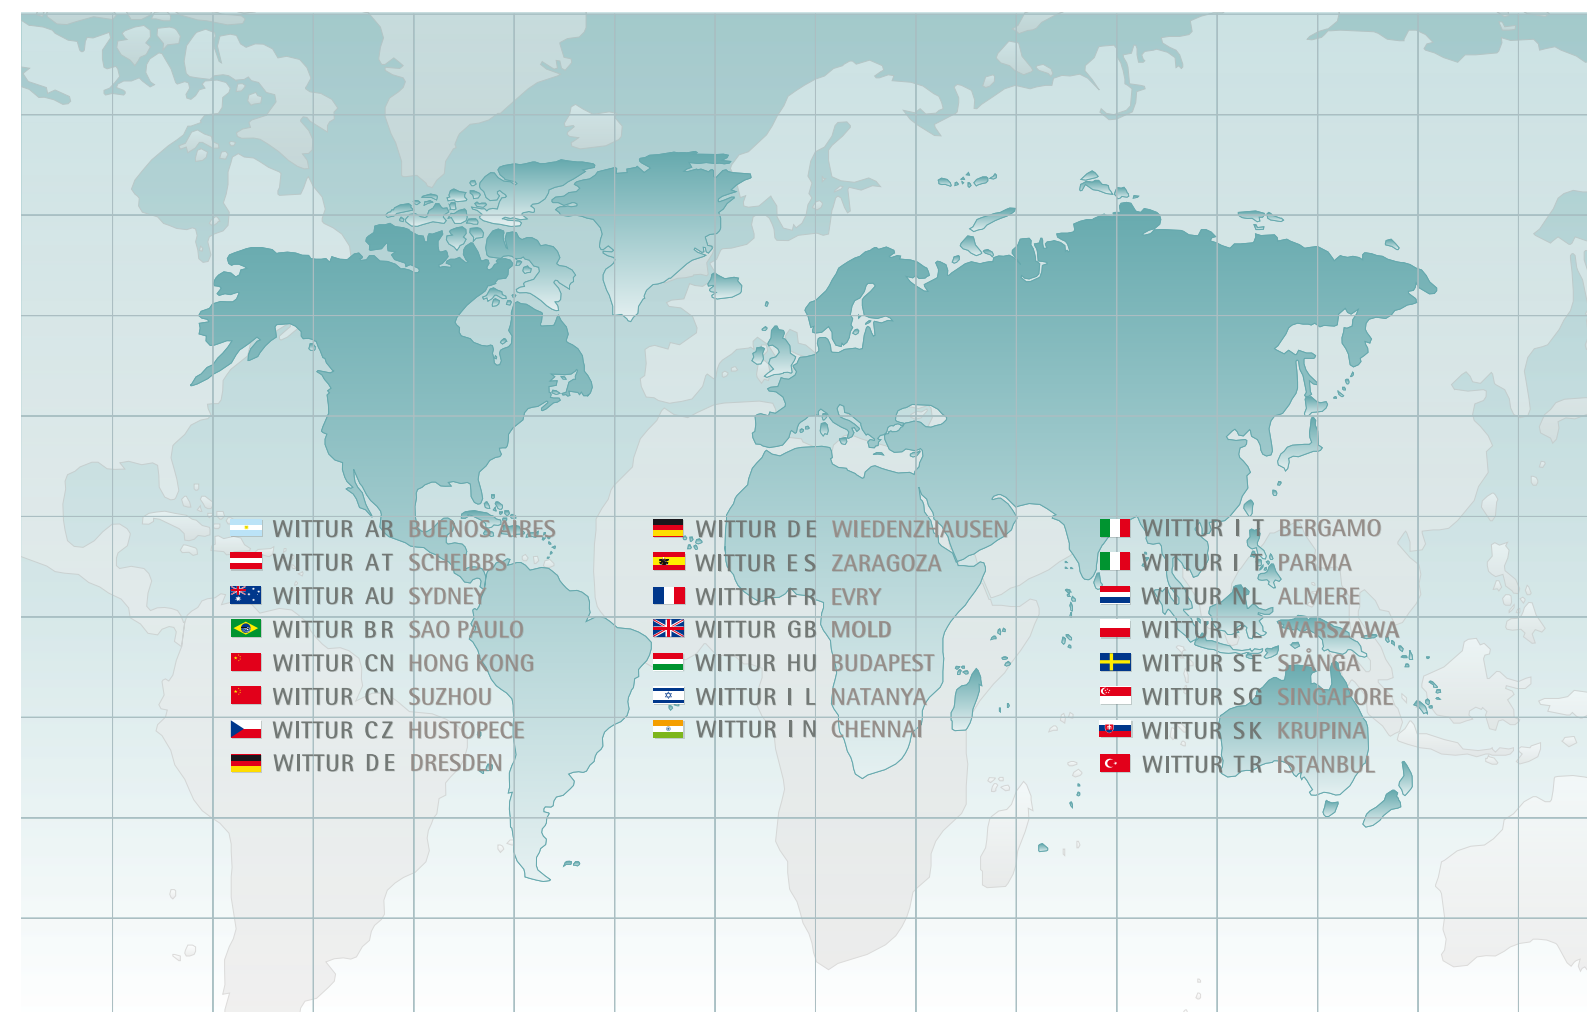 WITTUR AR BUENOS AIRES
WITTUR AT SCHEIBBS
WITTUR AU SYDNEY
WITTUR BR SAO PAULO
WITTUR CN HONG KONG
WITTUR CN SUZHOU
WITTUR CZ HUSTOPECE
WITTUR DE DRESDEN
WITTUR DE WIEDENZHAUSEN
WITTUR ES ZARAGOZA
WITTUR FR EVRY
WITTUR GB MOLD
WITTUR HU BUDAPEST
WITTUR IL NATANYA
WITTUR IN CHENNAI
WITTUR IT BERGAMO
WITTUR IT PARMA
WITTUR NL ALMERE
WITTUR PL WARSZAWA
WITTUR SE SPÅNGA
WITTUR SG SINGAPORE
WITTUR SK KRUPINA
WITTUR TR ISTANBUL